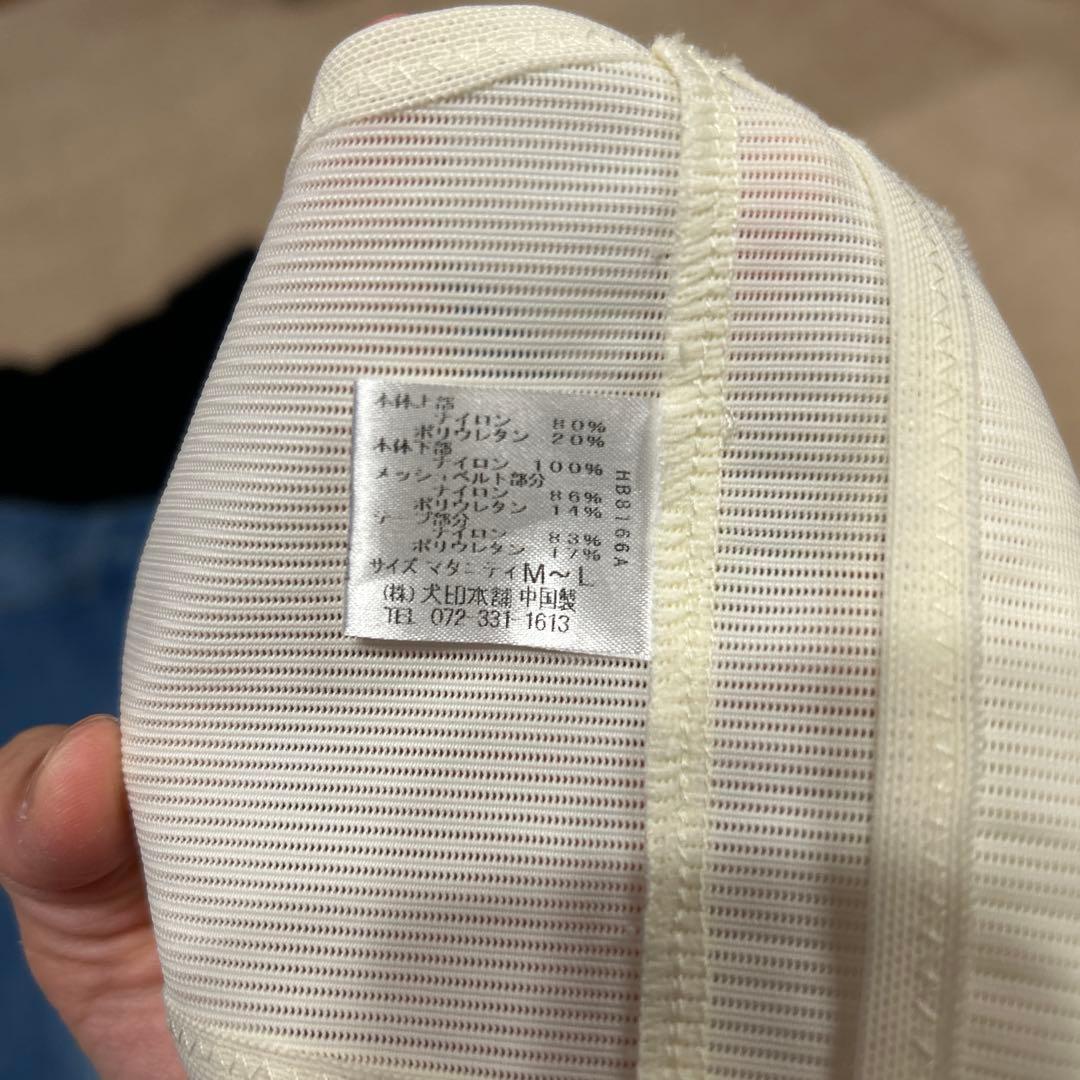 本体上部
ナイロン 80%
ポリウレタン 20%
本体下部
ナイロン 100%
メッシュベルト部分
ナイロン 86%
ポリウレタン 14%
テープ部分
ナイロン 83%
ポリウレタン 17%
サイズ マタニティ M〜L
(株) 犬印本舗 中国製
TEL 072-331-1613
HB8166A